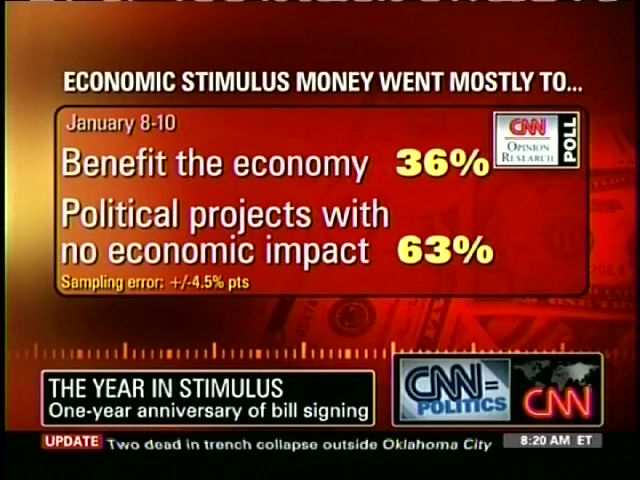 ECONOMIC STIMULUS MONEY WENT MOSTLY TO...
January 8-10
CNN
OPINION
RESEARCH
POLL
Benefit the economy 36%
Political projects with
no economic impact 63%
Sampling error: +/-4.5% pts
THE YEAR IN STIMULUS
One-year anniversary of bill signing
CNN=
POLITICS
CNN
UPDATE Two dead in trench collapse outside Oklahoma City 8:20 AM ET